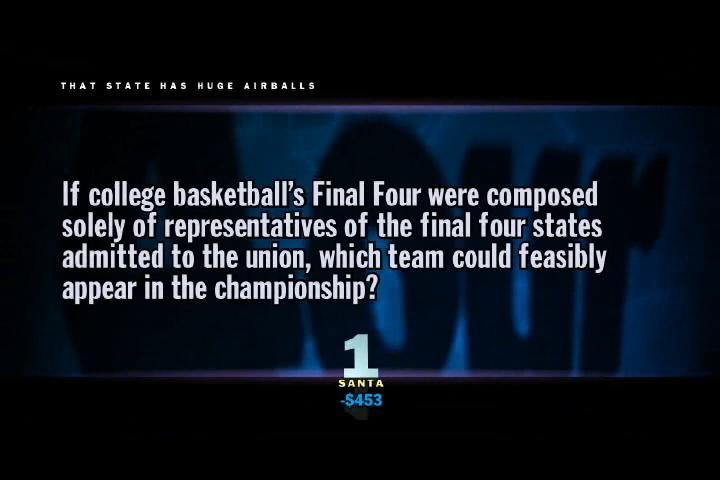 THAT STATE HAS HUGE AIRBALLS
If college basketball's Final Four were composed
solely of representatives of the final four states
admitted to the union, which team could feasibly
appear in the championship?
1
SANTA
-$453